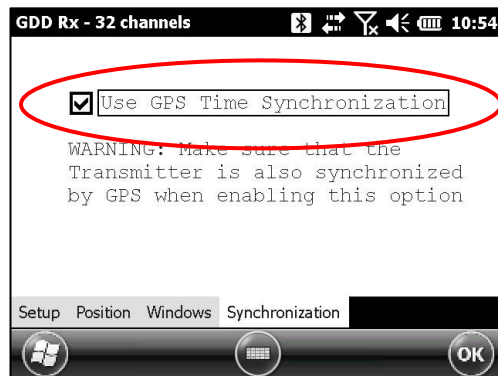 GDD Rx - 32 channels 10:54
Use GPS Time Synchronization
WARNING: Make sure that the
Transmitter is also synchronized
by GPS when enabling this option
Setup Position Windows Synchronization
OK